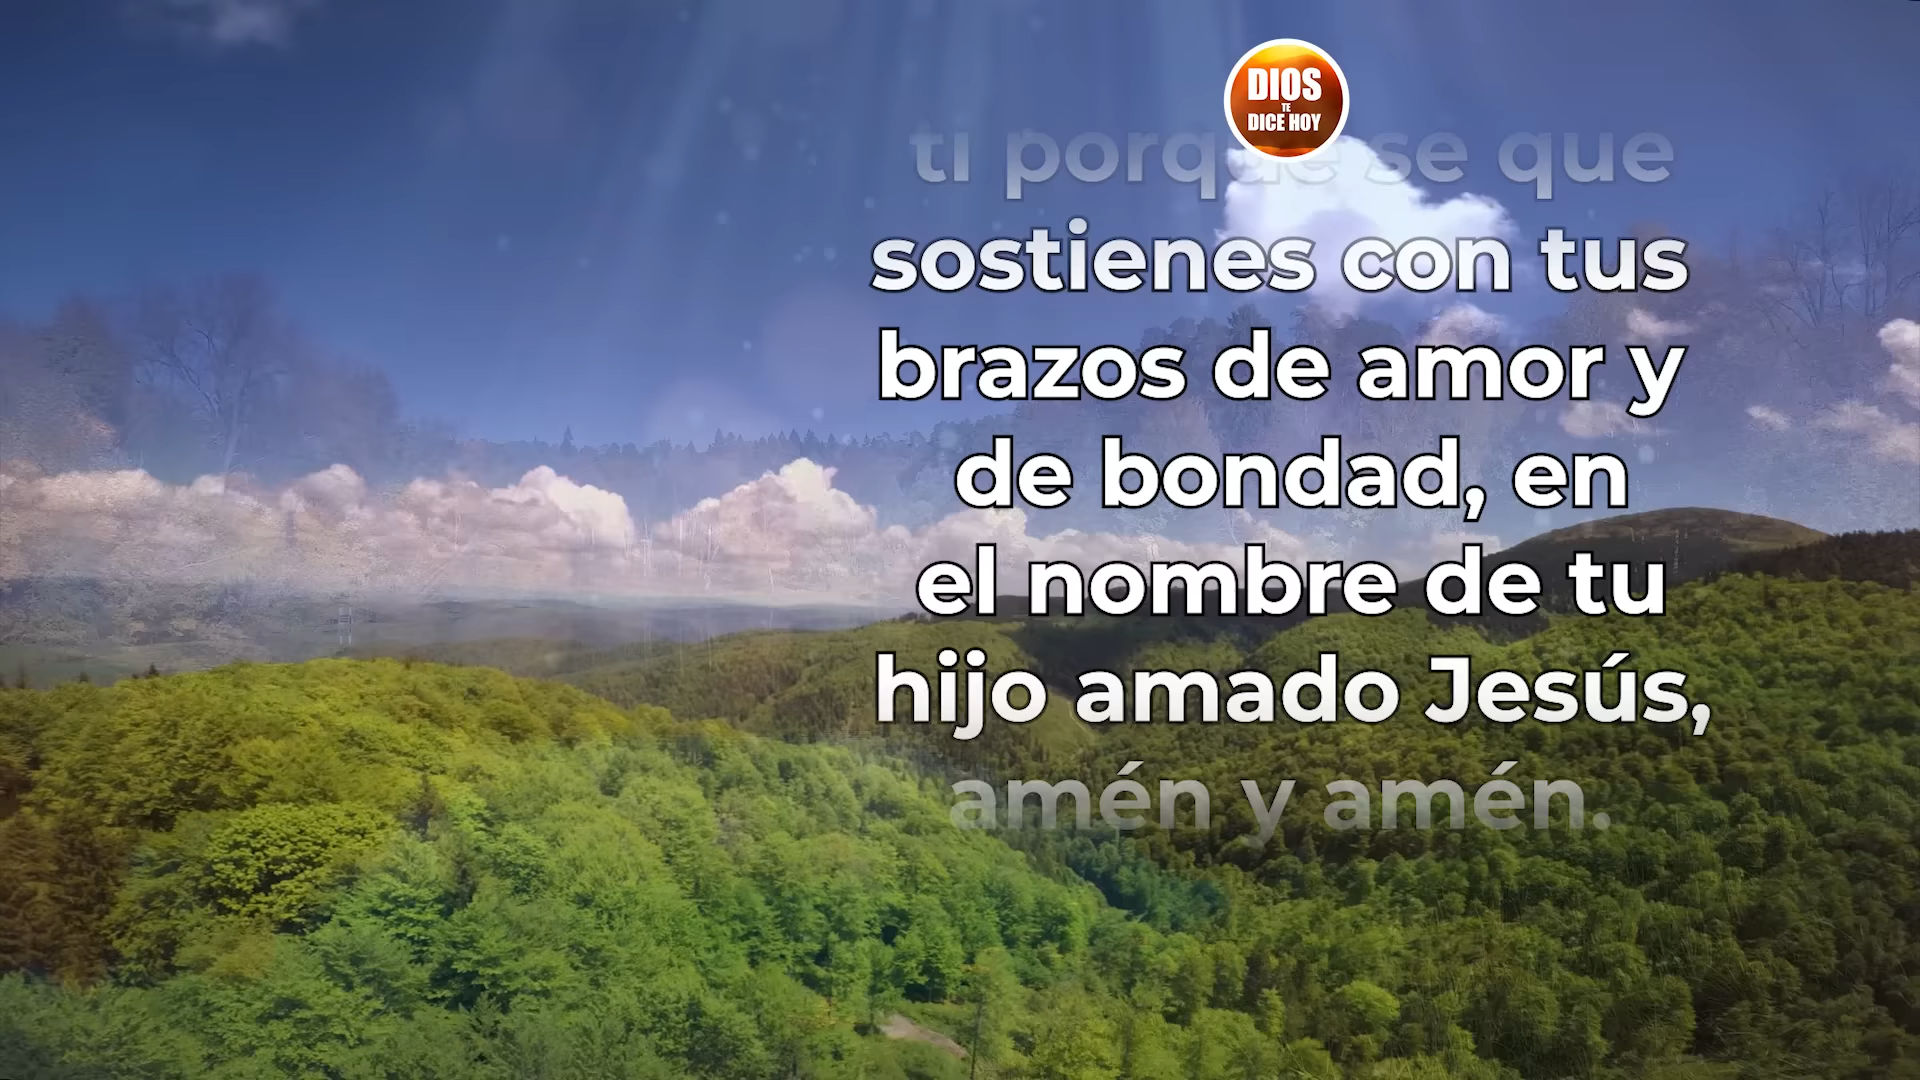 DIOS
TE
DICE HOY
ti porque se que
sostienes con tus
brazos de amor y
de bondad, en
el nombre de tu
hijo amado Jesús,
amén y amén.